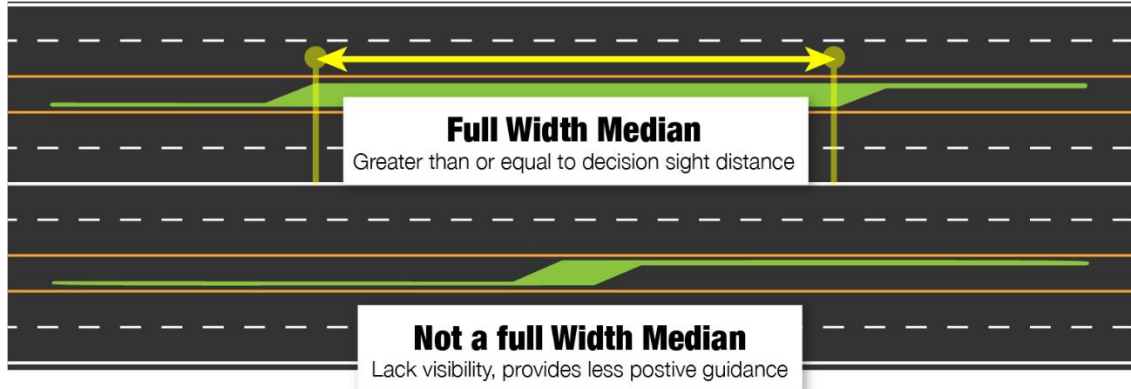 Full Width Median
Greater than or equal to decision sight distance
Not a full Width Median
Lack visibility, provides less postive guidance